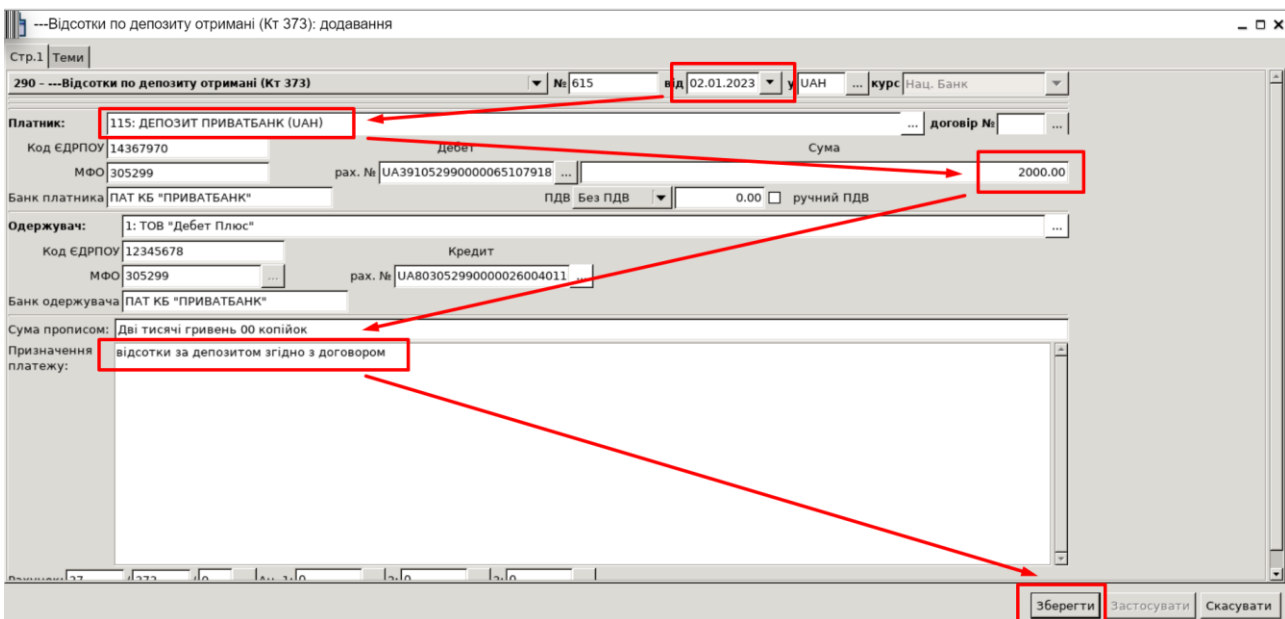 ---Відсотки по депозиту отримані (Кт 373): додавання
Стр.1 Теми
290 - ---Відсотки по депозиту отримані (Кт 373) № 615 від 02.01.2023 у UAH ... курс Нац. Банк
Платник: 115: ДЕПОЗИТ ПРИВАТБАНК (UAH) ... договір № ...
Код ЄДРПОУ 14367970 Дебет Сума
МФО 305299 рах. № UA391052990000065107918 ... 2000.00
Банк платника ПАТ КБ "ПРИВАТБАНК" ПДВ Без ПДВ 0.00 ручний ПДВ
Одержувач: 1: ТОВ "Дебет Плюс" ...
Код ЄДРПОУ 12345678 Кредит
МФО 305299 ... рах. № UA803052990000026004011 ...
Банк одержувача ПАТ КБ "ПРИВАТБАНК"
Сума прописом: Дві тисячі гривень 00 копійок
Призначення платежу: відсотки за депозитом згідно з договором
Зберегти Застосувати Скасувати